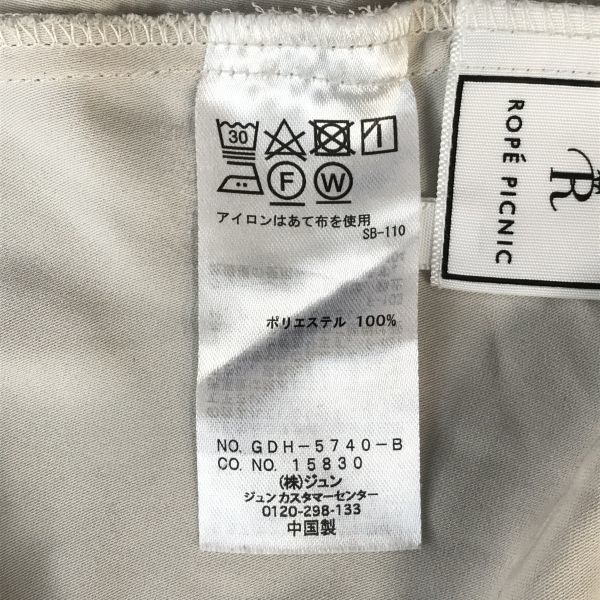 30
F W
アイロンはあて布を使用
SB-110
ポリエステル 100%
NO. GDH-5740-B
CO. NO. 15830
(株)ジュン
ジュン カスタマーセンター
0120-298-133
中国製
R
ROPÉ PICNIC